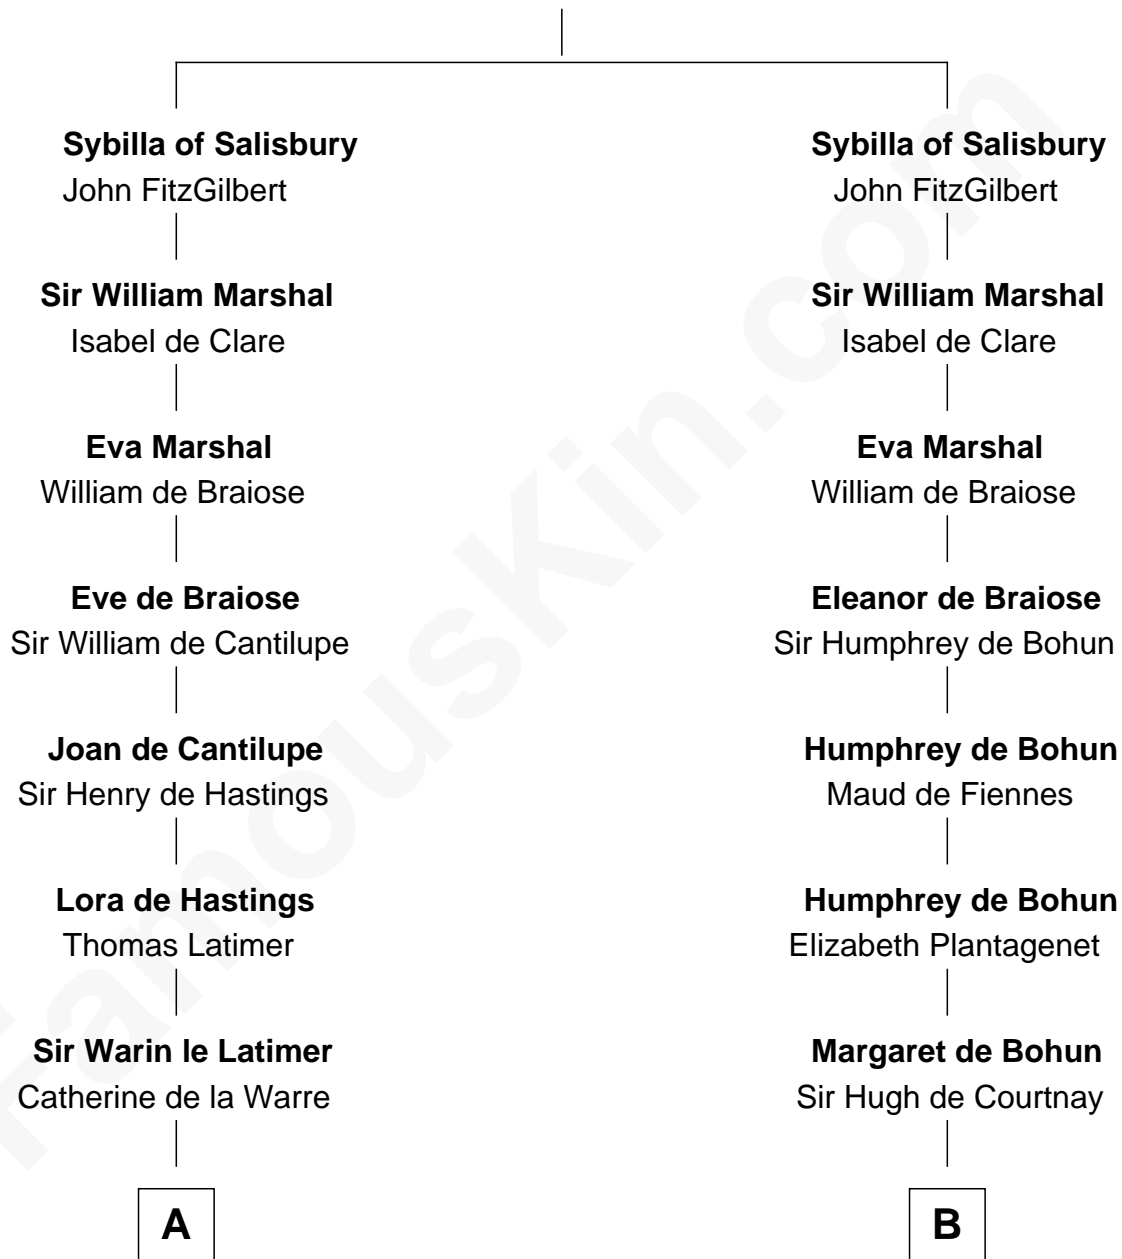 Sybilla of Salisbury
John FitzGilbert
Sir William Marshal
Isabel de Clare
Eva Marshal
William de Braiose
Eve de Braiose
Sir William de Cantilupe
Joan de Cantilupe
Sir Henry de Hastings
Lora de Hastings
Thomas Latimer
Sir Warin le Latimer
Catherine de la Warre
A
Sybilla of Salisbury
John FitzGilbert
Sir William Marshal
Isabel de Clare
Eva Marshal
William de Braiose
Eleanor de Braiose
Sir Humphrey de Bohun
Humphrey de Bohun
Maud de Fiennes
Humphrey de Bohun
Elizabeth Plantagenet
Margaret de Bohun
Sir Hugh de Courtnay
B
FamousKin.com